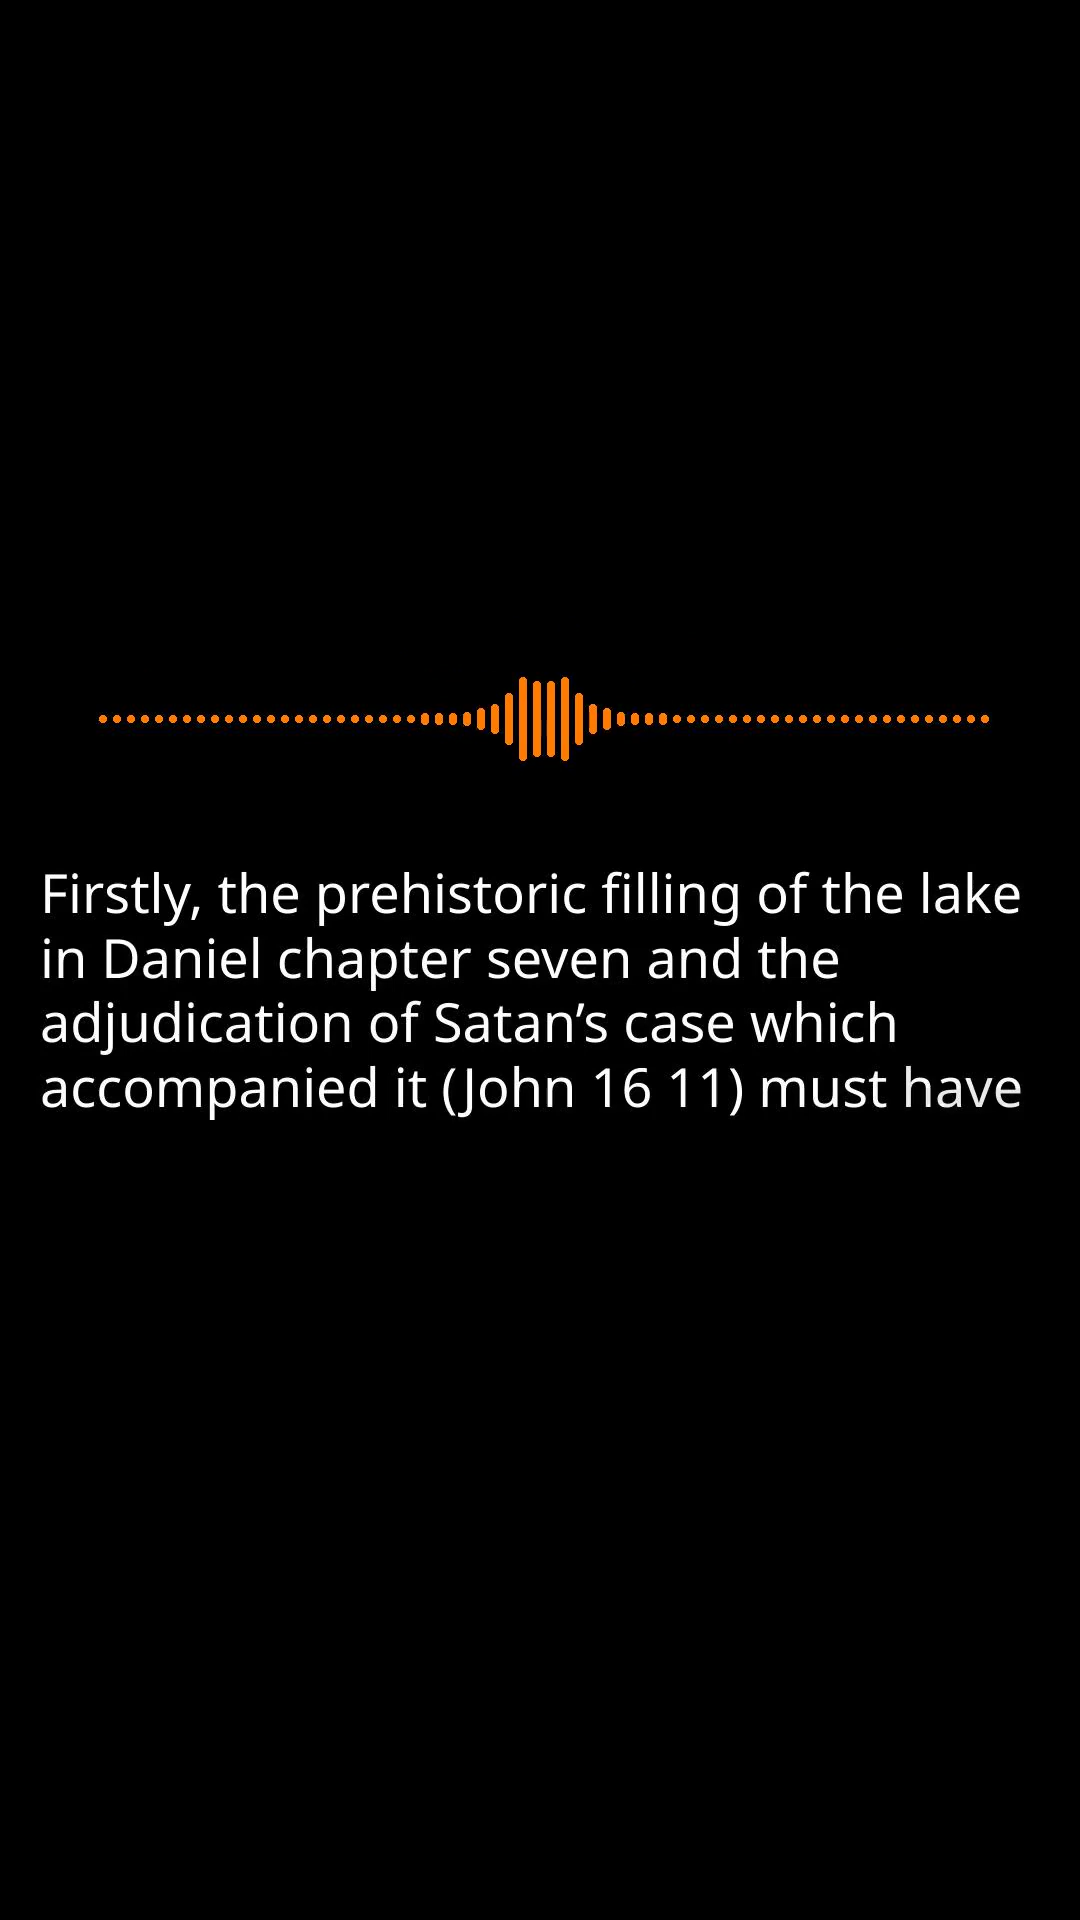 Firstly, the prehistoric filling of the lake
in Daniel chapter seven and the
adjudication of Satan’s case which
accompanied it (John 16 11) must have